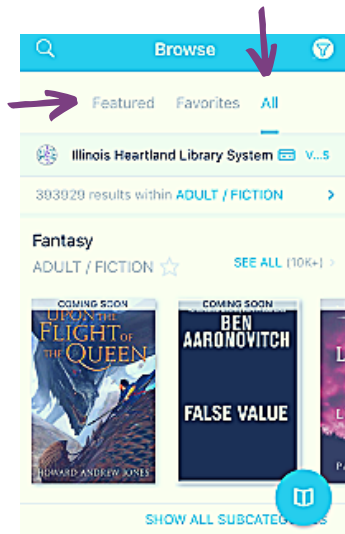 Browse
Featured Favorites All
Illinois Heartland Library System V...5
393929 results within ADULT / FICTION
Fantasy
ADULT / FICTION
SEE ALL (10K+)
COMING SOON
UPON THE
FLIGHT OF
THE QUEEN
HOWARD ANDREW JONES
COMING SOON
BEN
AARONOVITCH
FALSE VALUE
SHOW ALL